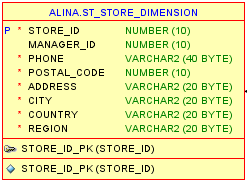 ALINA.ST_STORE_DIMENSION
P * STORE_ID NUMBER (10)
MANAGER_ID NUMBER (10)
* PHONE VARCHAR2 (40 BYTE)
* POSTAL_CODE NUMBER (10)
* ADDRESS VARCHAR2 (20 BYTE)
* CITY VARCHAR2 (20 BYTE)
* COUNTRY VARCHAR2 (20 BYTE)
* REGION VARCHAR2 (20 BYTE)
STORE_ID_PK (STORE_ID)
STORE_ID_PK (STORE_ID)